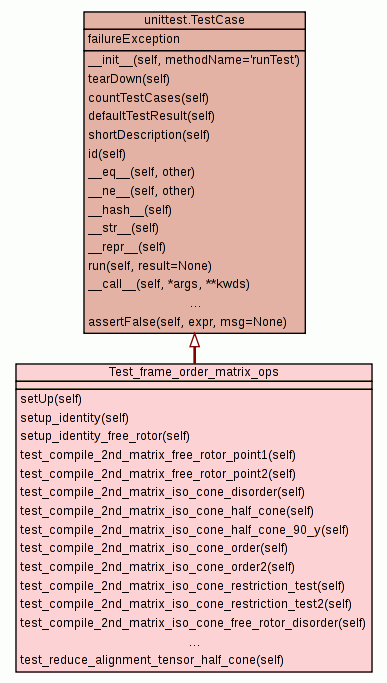 unittest.TestCase
failureException
__init__(self, methodName='runTest')
tearDown(self)
countTestCases(self)
defaultTestResult(self)
shortDescription(self)
id(self)
__eq__(self, other)
__ne__(self, other)
__hash__(self)
__str__(self)
__repr__(self)
run(self, result=None)
__call__(self, *args, **kwds)
...
assertFalse(self, expr, msg=None)
Test_frame_order_matrix_ops
setUp(self)
setup_identity(self)
setup_identity_free_rotor(self)
test_compile_2nd_matrix_free_rotor_point1(self)
test_compile_2nd_matrix_free_rotor_point2(self)
test_compile_2nd_matrix_iso_cone_disorder(self)
test_compile_2nd_matrix_iso_cone_half_cone(self)
test_compile_2nd_matrix_iso_cone_half_cone_90_y(self)
test_compile_2nd_matrix_iso_cone_order(self)
test_compile_2nd_matrix_iso_cone_order2(self)
test_compile_2nd_matrix_iso_cone_restriction_test(self)
test_compile_2nd_matrix_iso_cone_restriction_test2(self)
test_compile_2nd_matrix_iso_cone_free_rotor_disorder(self)
...
test_reduce_alignment_tensor_half_cone(self)